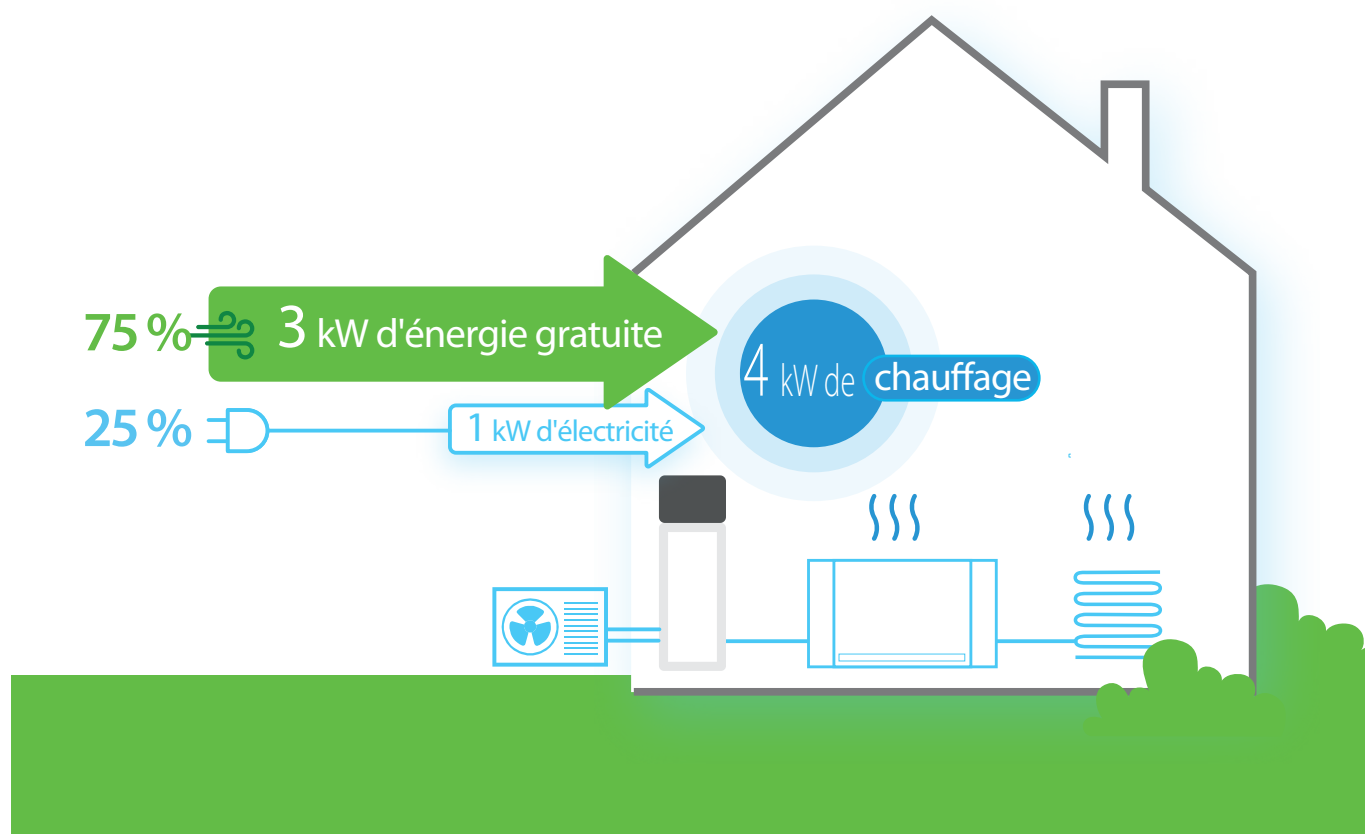 75 %
3 kW d'énergie gratuite
4 kW de chauffage
25 %
1 kW d'électricité